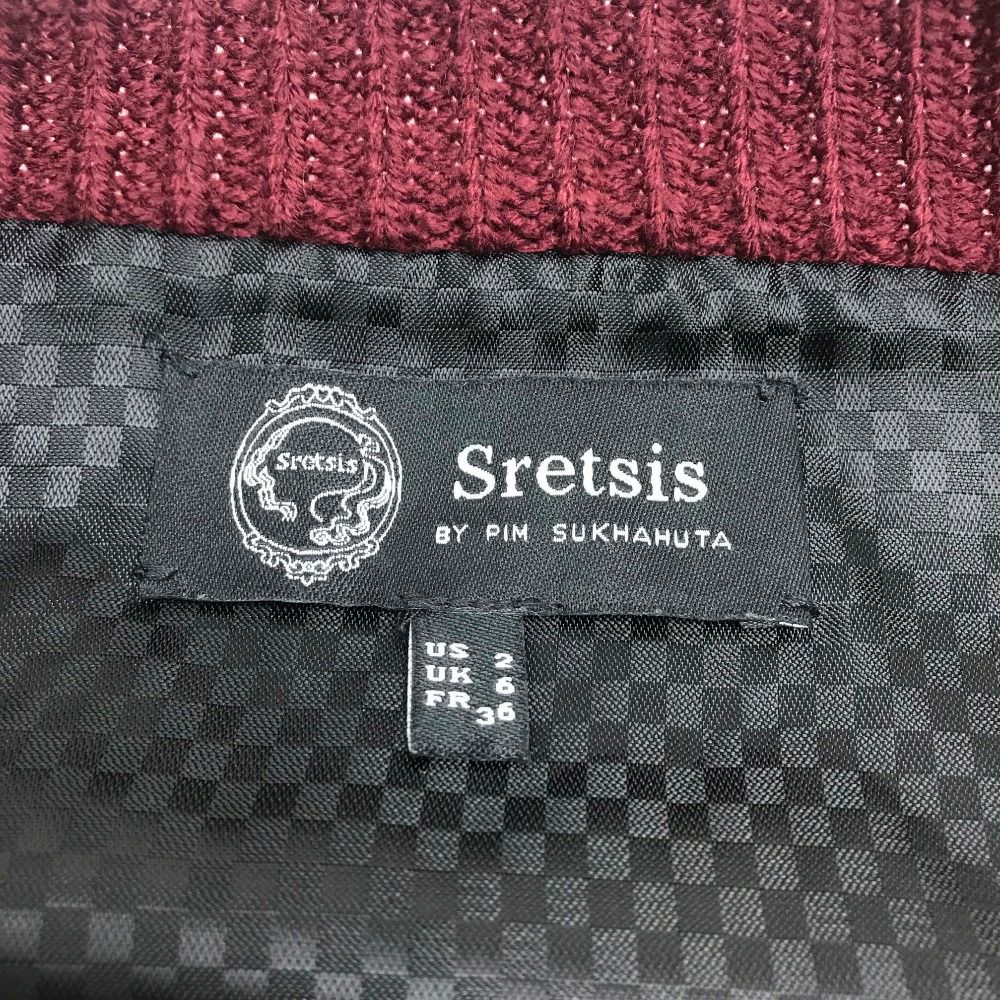 Sretsis
Sretsis
BY PIM SUKHAHUTA
US 2
UK 6
FR 36